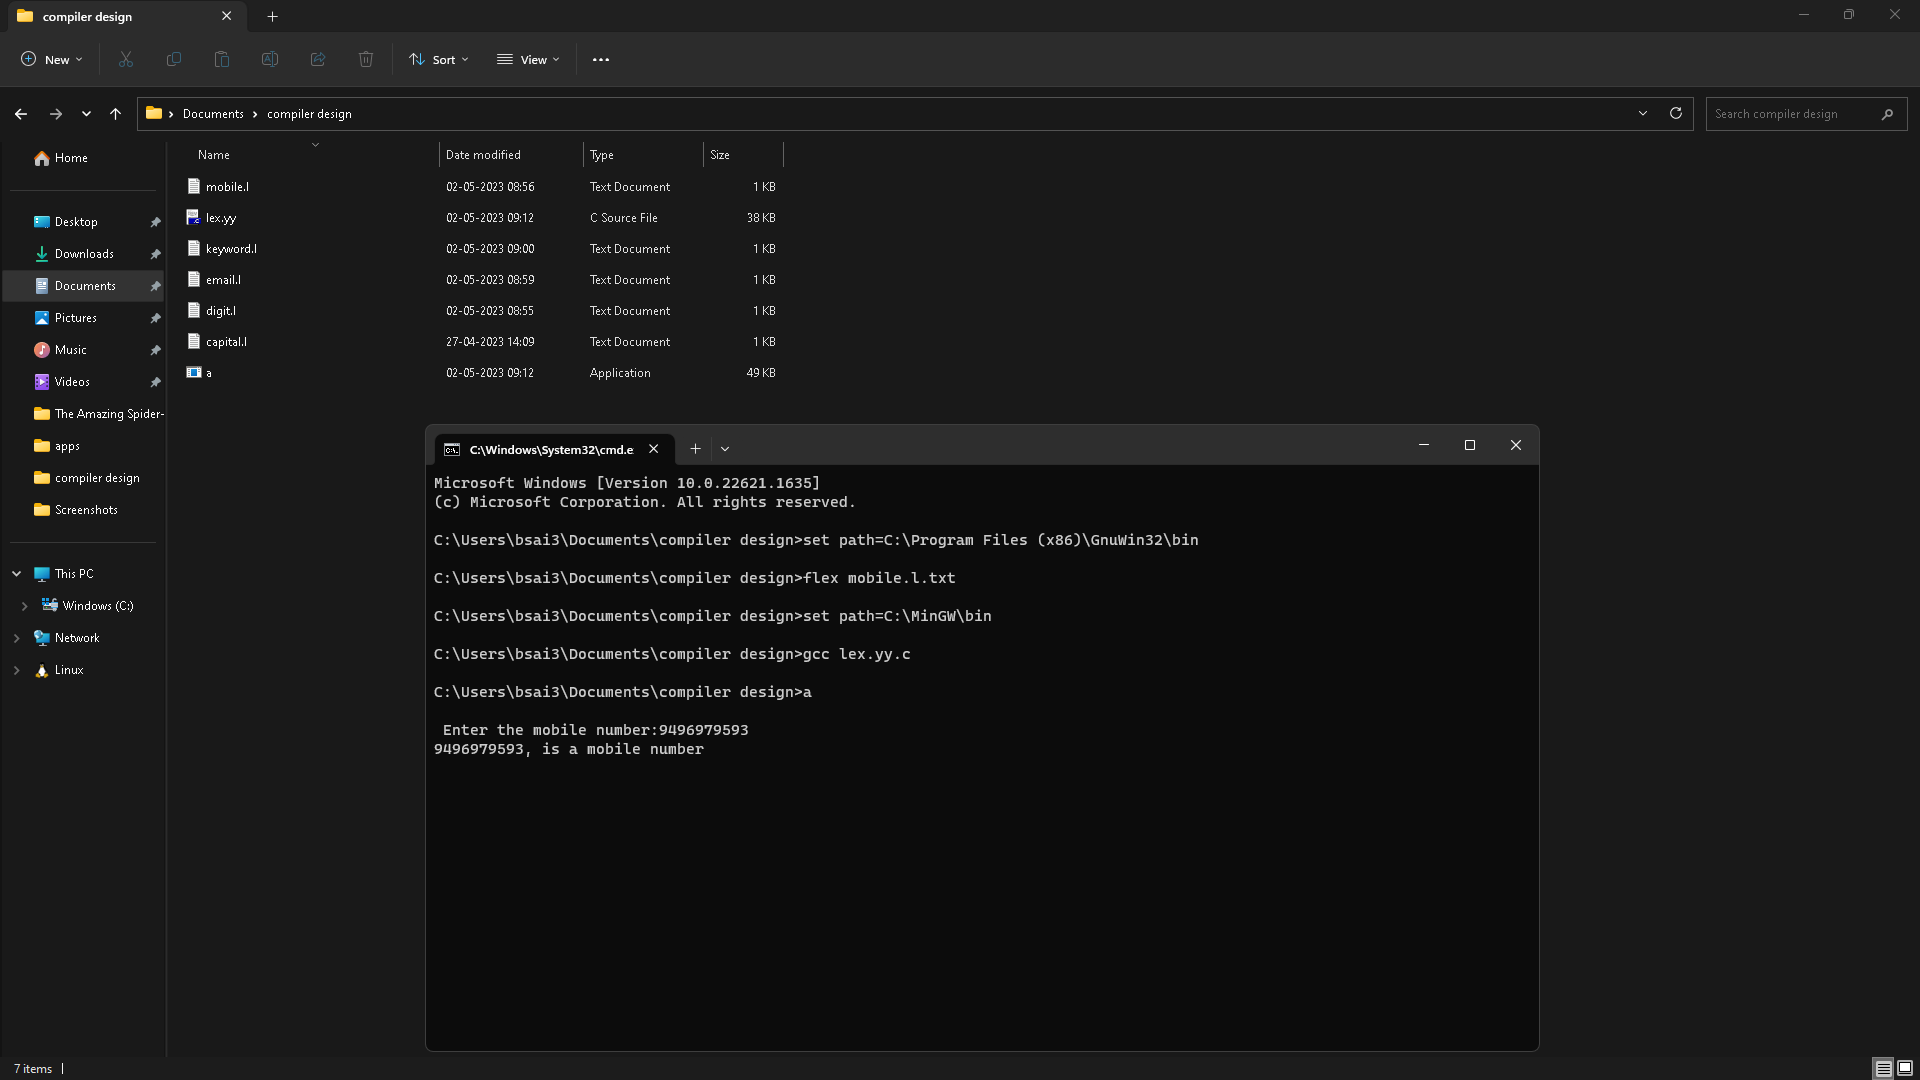 compiler design
New
Sort
View
Documents
compiler design
Search compiler design
Name
Date modified
Type
Size
mobile.l
02-05-2023 08:56
Text Document
1 KB
lex.yy
02-05-2023 09:12
C Source File
38 KB
keyword.l
02-05-2023 09:00
Text Document
1 KB
email.l
02-05-2023 08:59
Text Document
1 KB
digit.l
02-05-2023 08:55
Text Document
1 KB
capital.l
27-04-2023 14:09
Text Document
1 KB
a
02-05-2023 09:12
Application
49 KB
Home
Desktop
Downloads
Documents
Pictures
Music
Videos
The Amazing Spider-
apps
compiler design
Screenshots
This PC
Windows (C:)
Network
Linux
C:\Windows\System32\cmd.e
Microsoft Windows [Version 10.0.22621.1635]
(c) Microsoft Corporation. All rights reserved.
C:\Users\bsai3\Documents\compiler design>set path=C:\Program Files (x86)\GnuWin32\bin
C:\Users\bsai3\Documents\compiler design>flex mobile.l.txt
C:\Users\bsai3\Documents\compiler design>set path=C:\MinGW\bin
C:\Users\bsai3\Documents\compiler design>gcc lex.yy.c
C:\Users\bsai3\Documents\compiler design>a
Enter the mobile number:9496979593
9496979593, is a mobile number
7 items